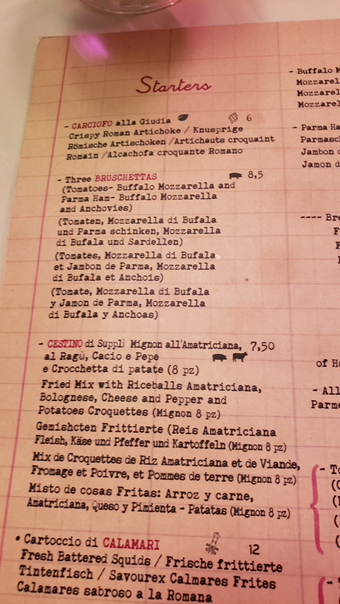 Starters
- CARCIOFO alla Giudia 6
Crispy Roman Artichoke / Knusprige
Römische Artischoken /Artichauts croquaint
Romain /Alcachofa croquante Romano
- Three BRUSCHETTAS 8,5
(Tomatoes- Buffalo Mozzarella and
Parma Ham- Buffalo Mozzarella
and Anchovies)
(Tomaten, Mozzarella di Bufala
und Parma schinken, Mozzarella
di Bufala und Sardellen)
(Tomates, Mozzarella di Bufala
et Jambon de Parma, Mozzarella
di Bufala et Anchois)
(Tomate, Mozzarella di Bufala
y Jamon de Parma, Mozzarella
di Bufala y Anchoas)
- CESTINO di Supplì Mignon all'Amatriciana, 7,50
al Ragù, Cacio e Pepe
e Crocchetta di patate (8 pz)
Fried Mix with Riceballs Amatriciana,
Bolognese, Cheese and Pepper and
Potatoes Croquettes (Mignon 8 pz)
Gemishcten Frittierte (Reis Amatriciana
Fleish, Käse und Pfeffer und Kartoffeln (Mignon 8 pz)
Mix de Croquettes de Riz Amatriciana et de Viande,
Fromage et Poivre, et Pommes de terre (Mignon 8 pz)
Misto de cosas Fritas: Arroz y carne,
Amatriciana, Queso y Pimienta - Patatas (Mignon 8 pz)
• Cartoccio di CALAMARI 12
Fresh Battered Squids / Frische frittierte
Tintenfisch / Savourex Calmares Frites
Calamares sabroso a la Romana
- Buffalo M
Mozzarel
Mozzarel
Mozzarel
- Parma Ha
Parmasch
Jambon d
Jamon d
---- Bre
F
F
of H
- All
Parme
- To
(
(
(
(
-